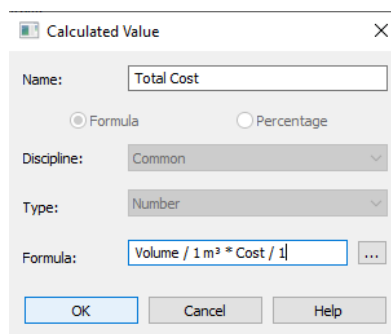 Calculated Value
Name: Total Cost
Formula Percentage
Discipline: Common
Type: Number
Formula: Volume / 1 m³ * Cost / 1 ...
OK Cancel Help